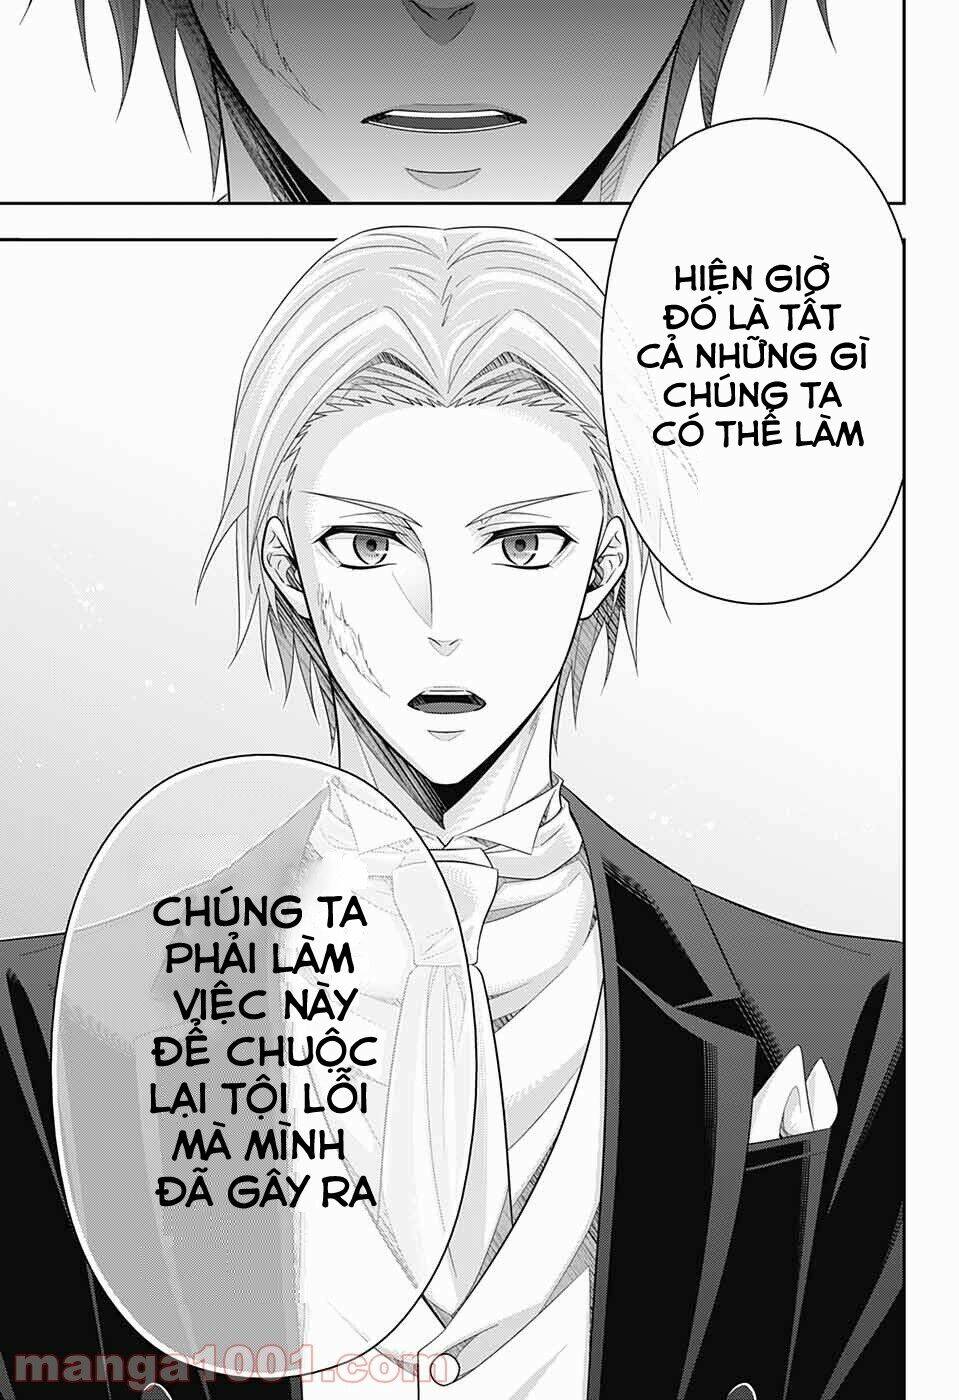 HIỆN GIỜ
ĐÓ LÀ TẤT
CẢ NHỮNG GÌ
CHÚNG TA
CÓ THỂ LÀM
CHÚNG TA
PHẢI LÀM
VIỆC NÀY
ĐỂ CHUỘC
LẠI TỘI LỖI
MÀ MÌNH
ĐÃ GÂY RA
manga1001.com